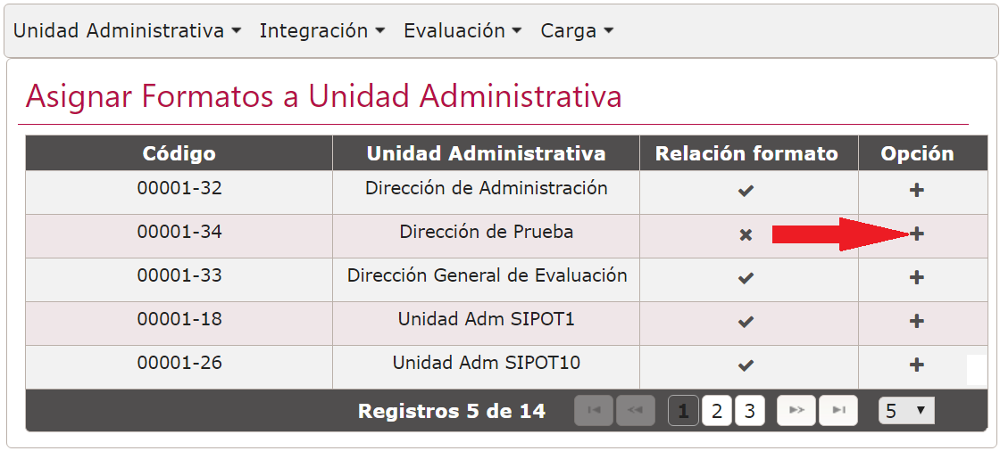 Unidad Administrativa Integración Evaluación Carga
Asignar Formatos a Unidad Administrativa
Código Unidad Administrativa Relación formato Opción
00001-32 Dirección de Administración
00001-34 Dirección de Prueba
00001-33 Dirección General de Evaluación
00001-18 Unidad Adm SIPOT1
00001-26 Unidad Adm SIPOT10
Registros 5 de 14 1 2 3 5